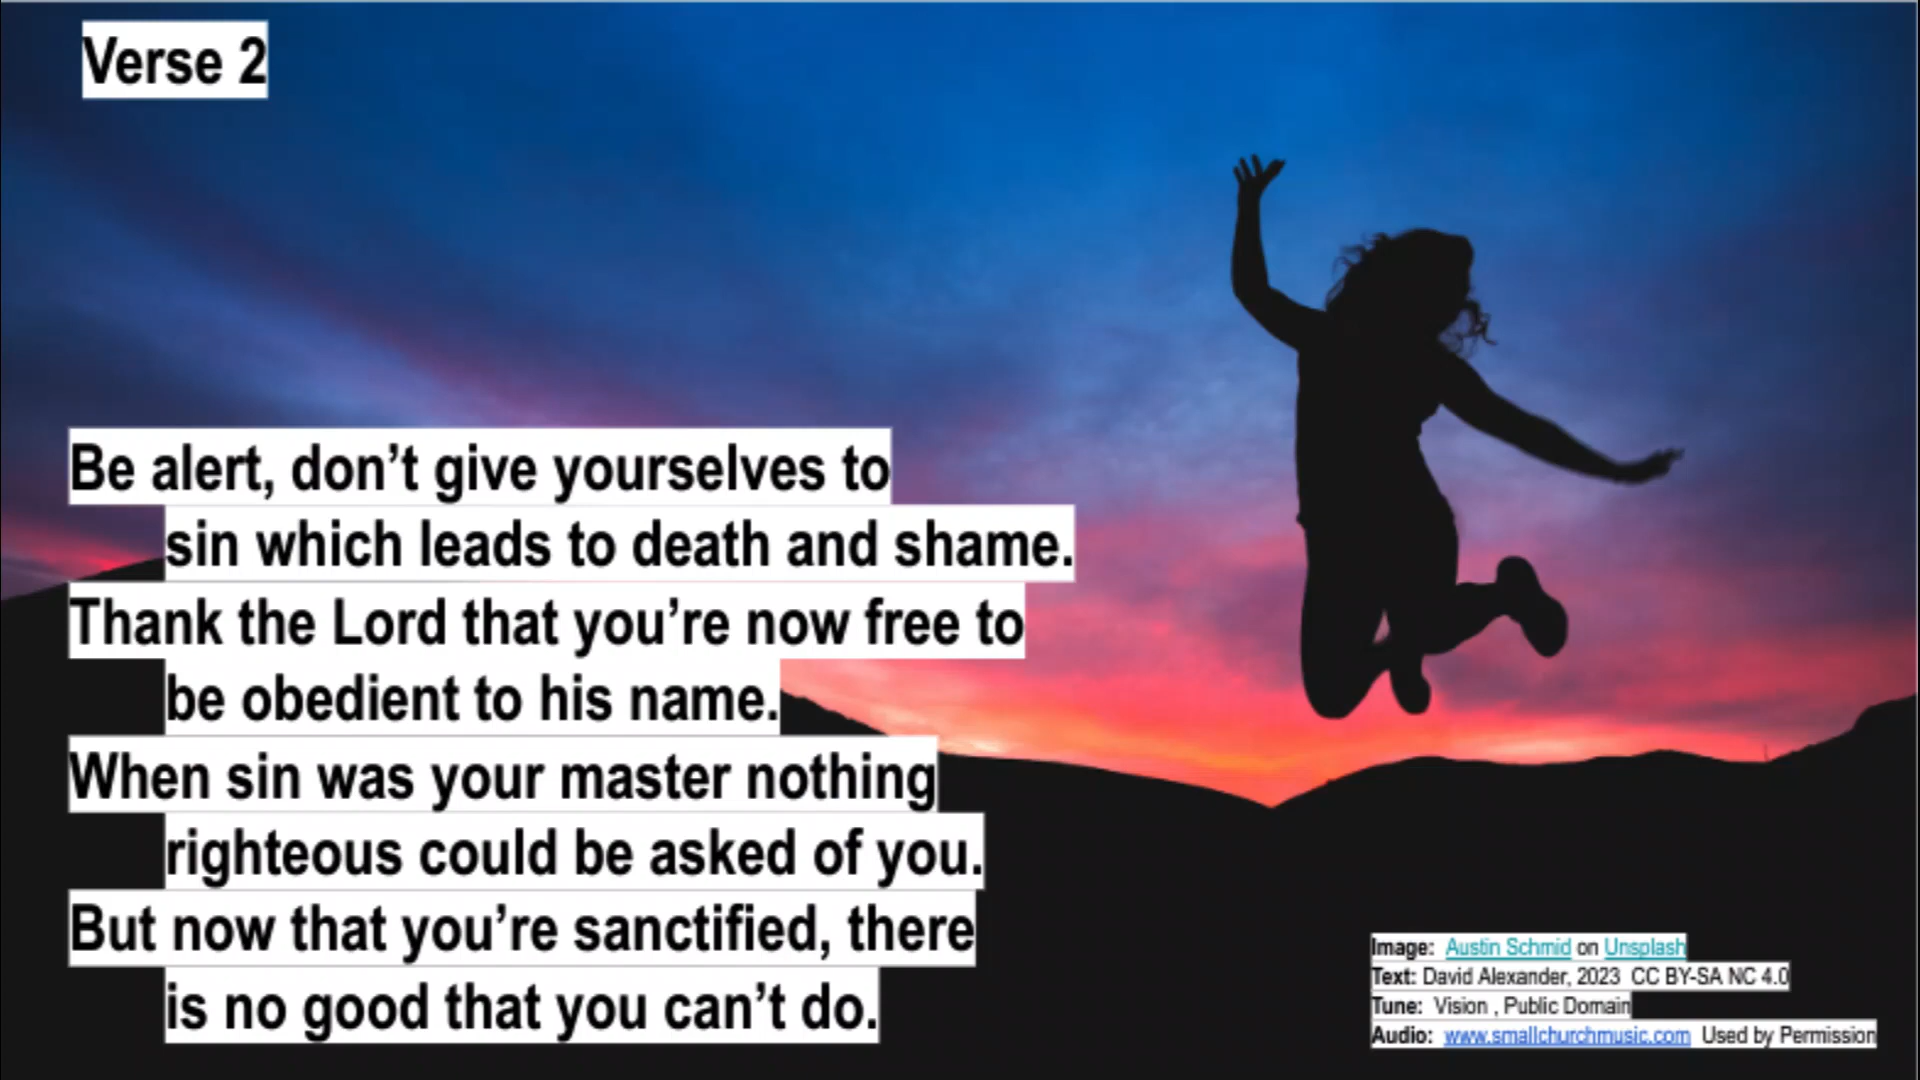 Verse 2
Be alert, don’t give yourselves to
sin which leads to death and shame.
Thank the Lord that you’re now free to
be obedient to his name.
When sin was your master nothing
righteous could be asked of you.
But now that you’re sanctified, there
is no good that you can’t do.
Image: Austin Schmid on Unsplash
Text: David Alexander, 2023 CC BY-SA NC 4.0
Tune: Vision , Public Domain
Audio: www.smallchurchmusic.com Used by Permission